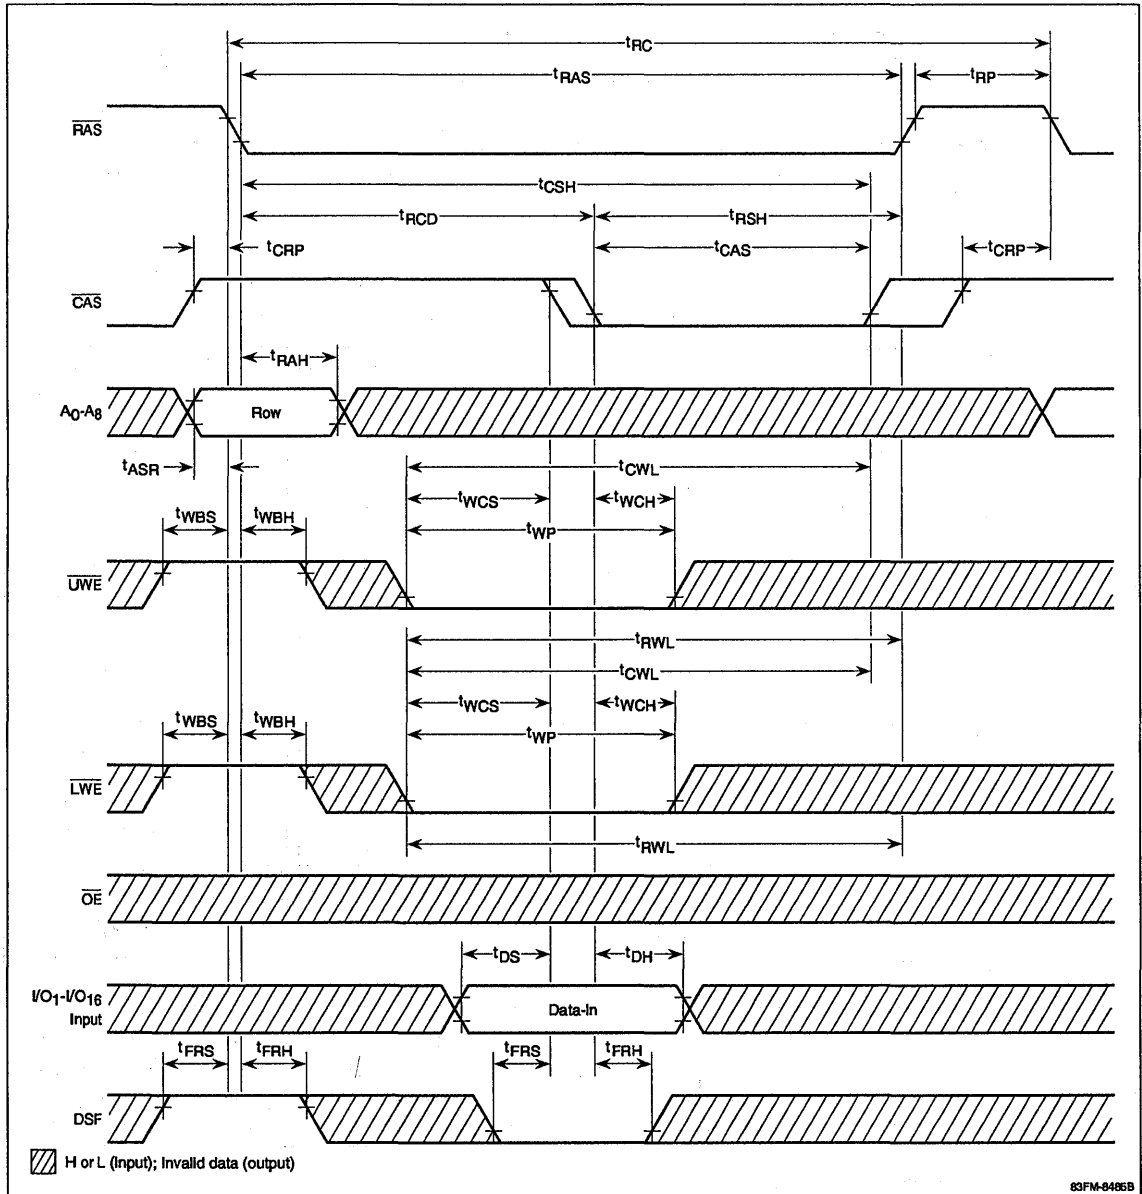 tRC
tRAS
tRP
RAS
tCSH
tRCD
tRSH
tCRP
tCAS
tCRP
CAS
tRAH
A0-A8
Row
tASR
tCWL
tWCS
tWCH
tWBS
tWBH
tWP
UWE
tRWL
tCWL
tWCS
tWCH
tWBS
tWBH
tWP
LWE
tRWL
OE
tDS
tDH
I/O1-I/O16
Input
Data-In
tFRS
tFRH
tFRS
tFRH
DSF
H or L (Input); Invalid data (output)
83FM-8485B